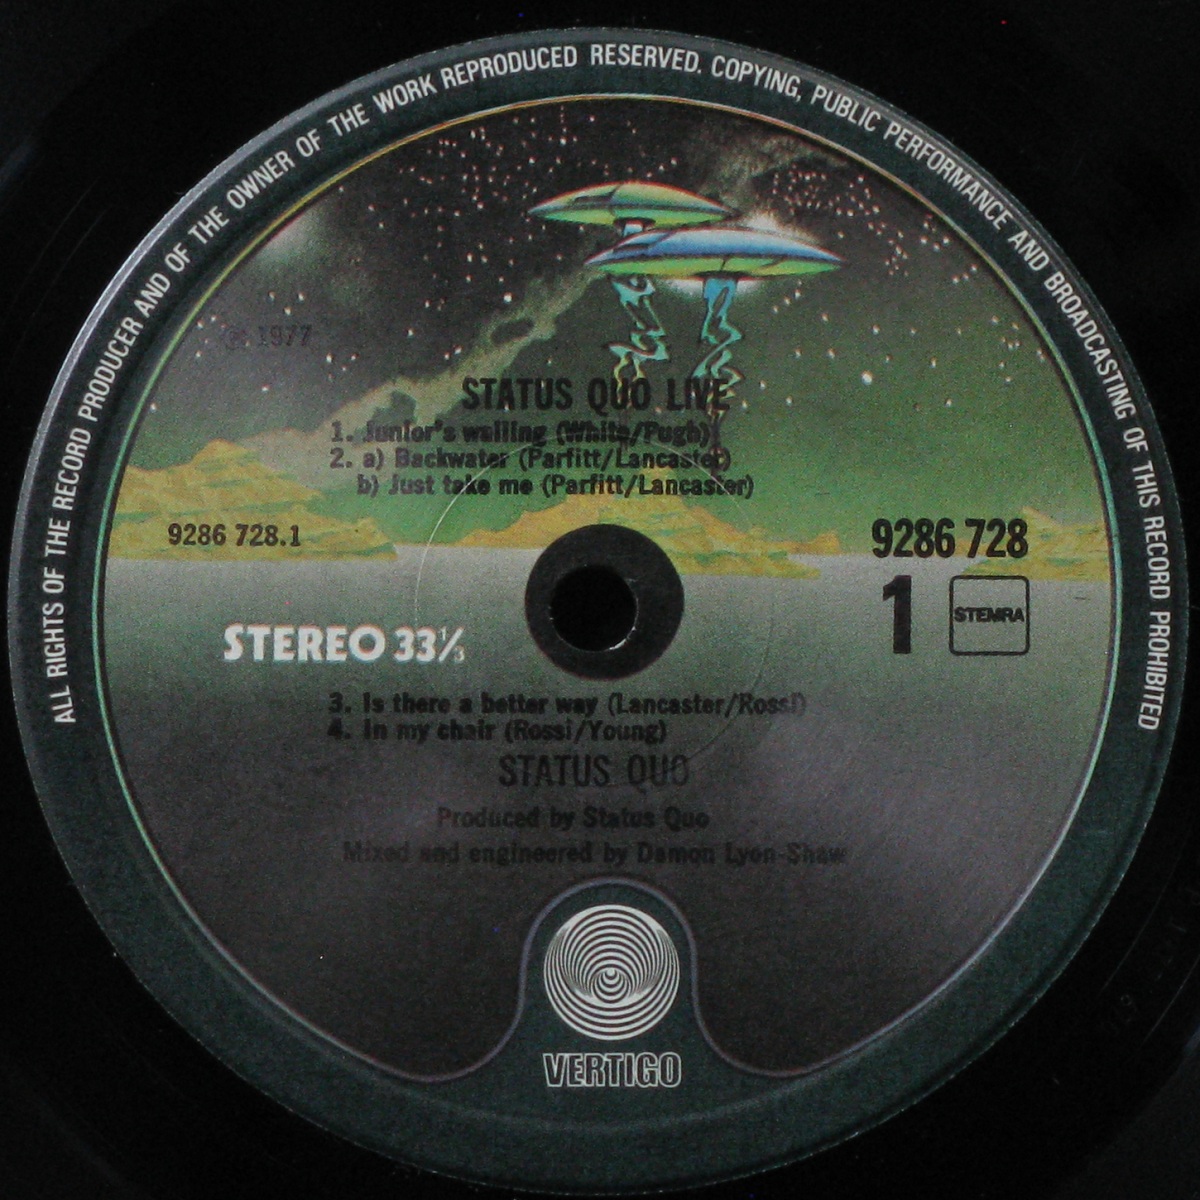 ALL RIGHTS OF THE RECORD PRODUCER AND OF THE OWNER OF THE WORK REPRODUCED RESERVED. COPYING, PUBLIC PERFORMANCE AND BROADCASTING OF THIS RECORD PROHIBITED
℗ 1977
STATUS QUO LIVE
1. Junior's wailing (White/Pugh)
2. a) Backwater (Parfitt/Lancaster)
b) Just take me (Parfitt/Lancaster)
9286 728.1
9286 728
1
STEMRA
STEREO 33⅓
3. Is there a better way (Lancaster/Rossi)
4. In my chair (Rossi/Young)
STATUS QUO
Produced by Status Quo
Mixed and engineered by Damon Lyon-Shaw
VERTIGO